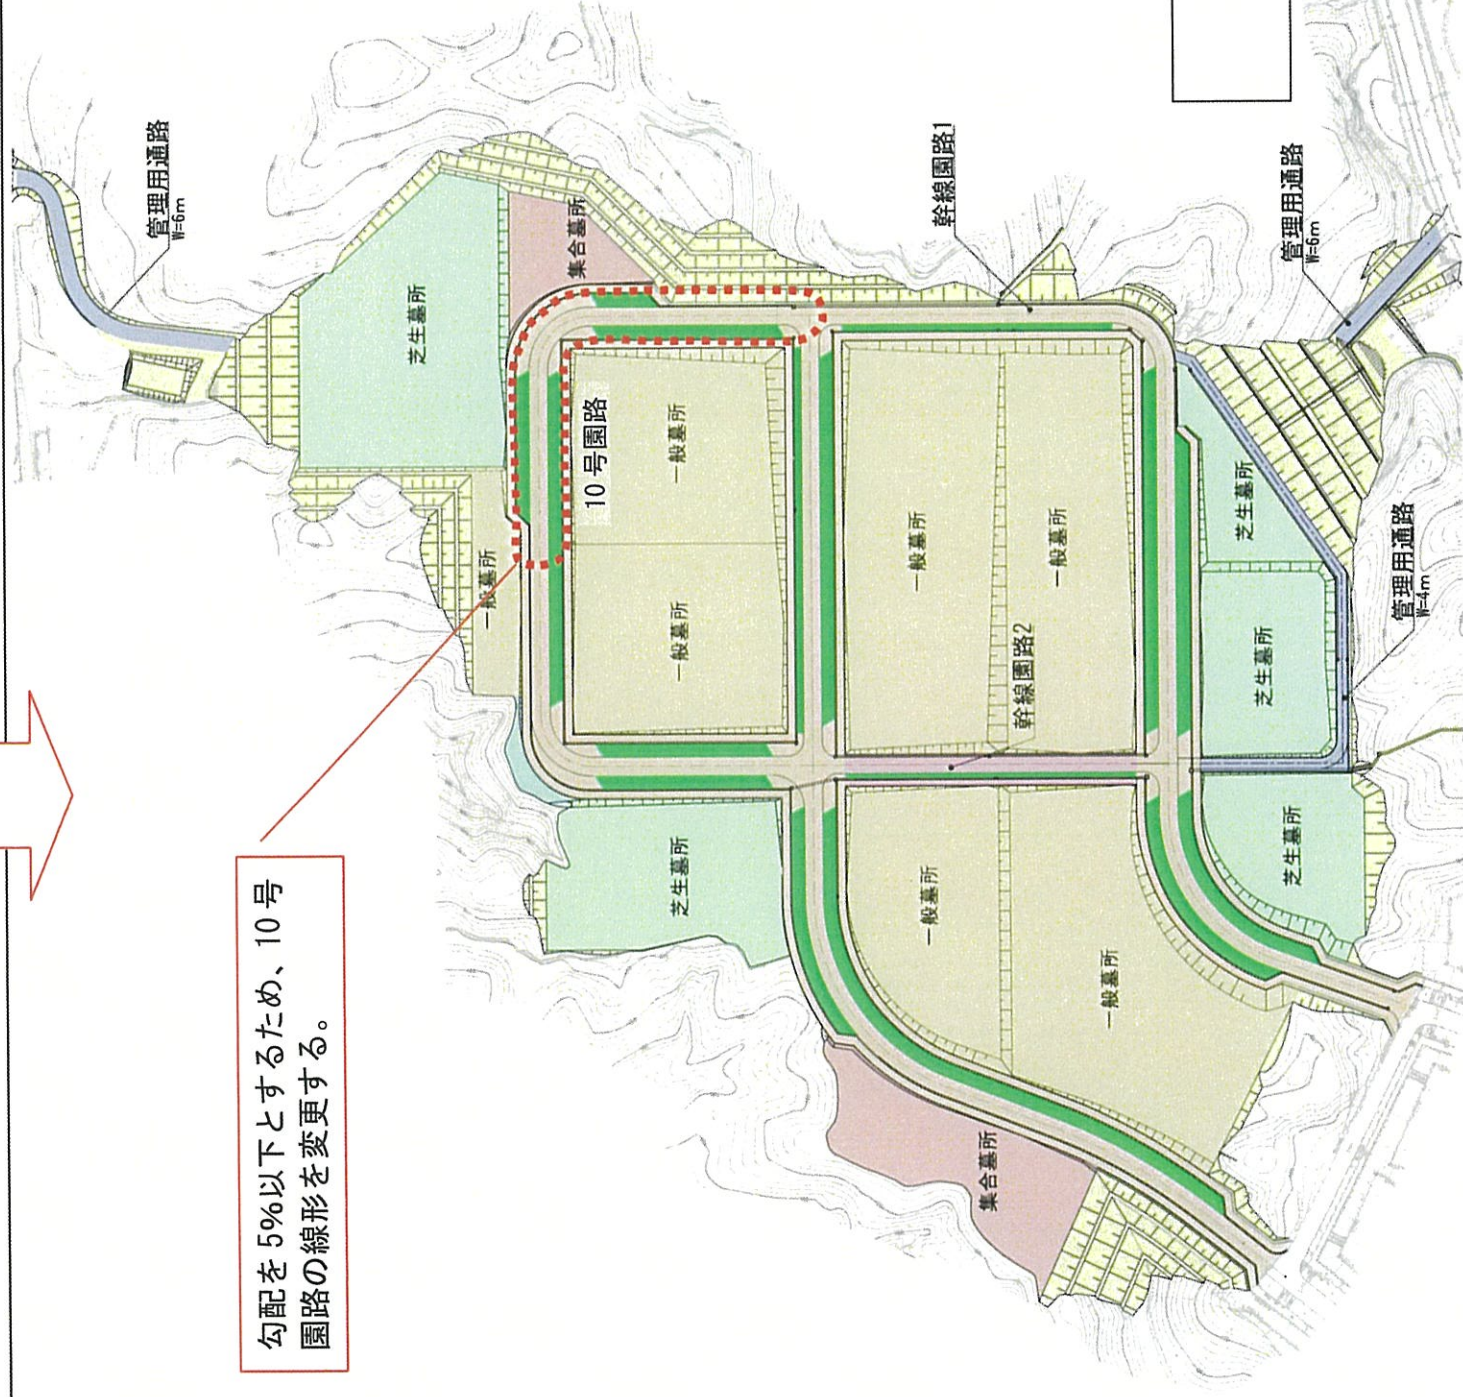 勾配を5%以下とするため、10号
園路の線形を変更する。
芝生墓所
集合墓所
一般墓所
一般墓所
一般墓所
芝生墓所
10号園路
一般墓所
集合墓所
一般墓所
一般墓所
幹線園路2
一般墓所
一般墓所
芝生墓所
芝生墓所
芝生墓所
管理用通路
W=4m
管理用通路
W=6m
幹線園路1
管理用通路
W=6m